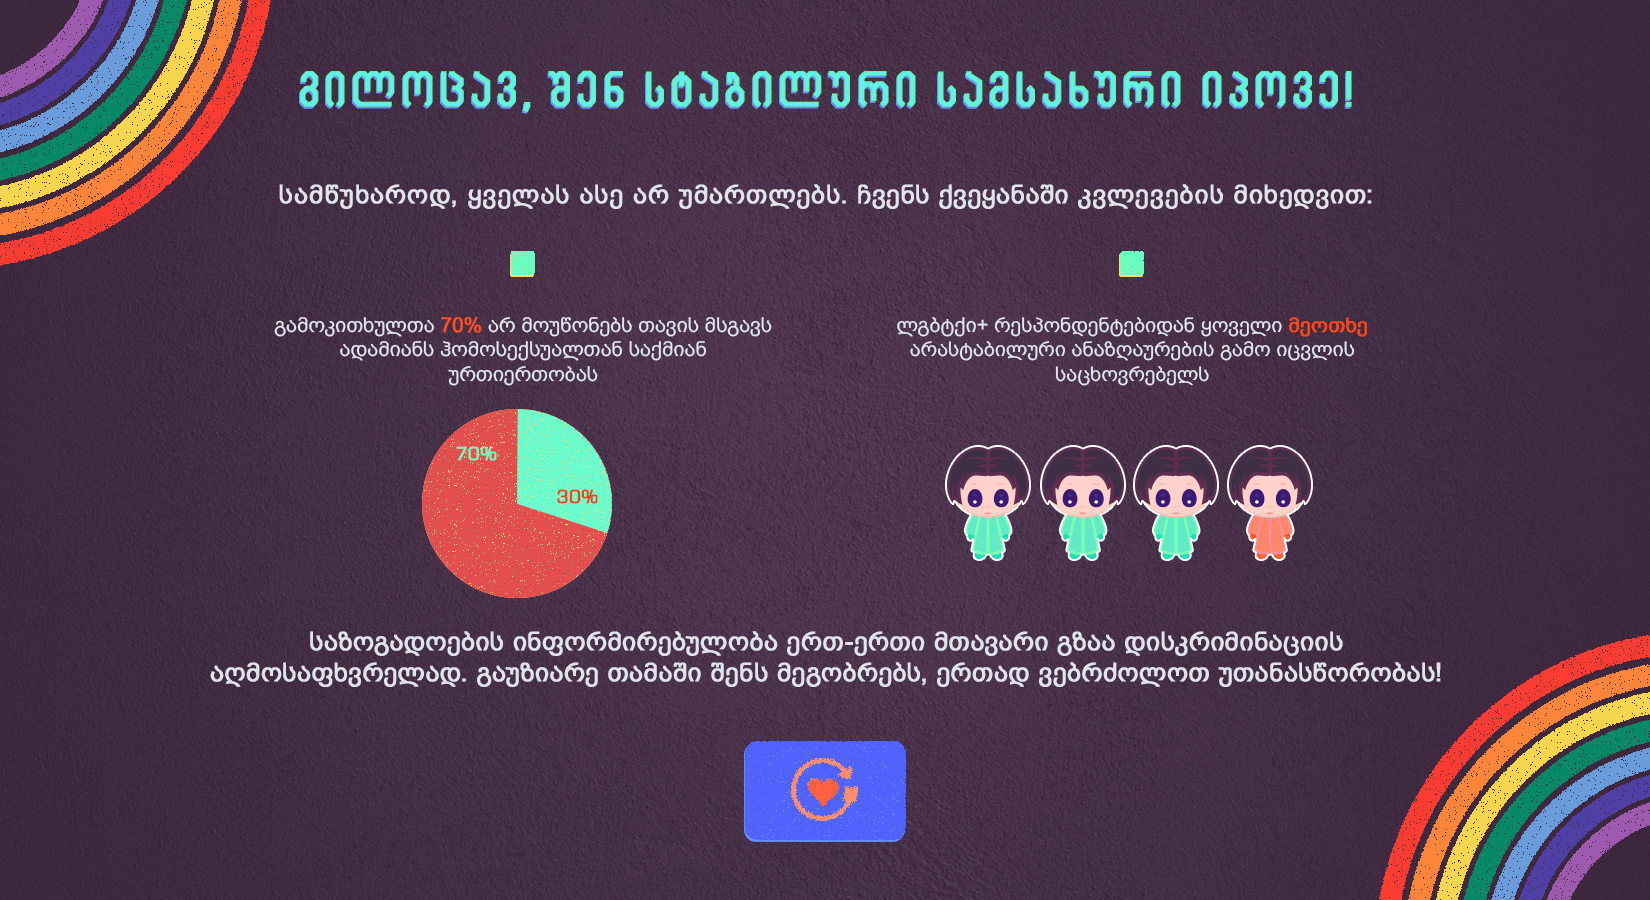 გილოცავ, შენ სტაბილური სამსახური იპოვე!
სამწუხაროდ, ყველას ასე არ უმართლებს. ჩვენს ქვეყანაში კვლევების მიხედვით:
გამოკითხულთა 70% არ მოუწონებს თავის მსგავს
ადამიანს ჰომოსექსუალთან საქმიან
ურთიერთობას
70%
30%
ლგბტქი+ რესპონდენტებიდან ყოველი მეოთხე
არასტაბილური ანაზღაურების გამო იცვლის
საცხოვრებელს
საზოგადოების ინფორმირებულობა ერთ-ერთი მთავარი გზაა დისკრიმინაციის
აღმოსაფხვრელად. გაუზიარე თამაში შენს მეგობრებს, ერთად ვებრძოლოთ უთანასწორობას!